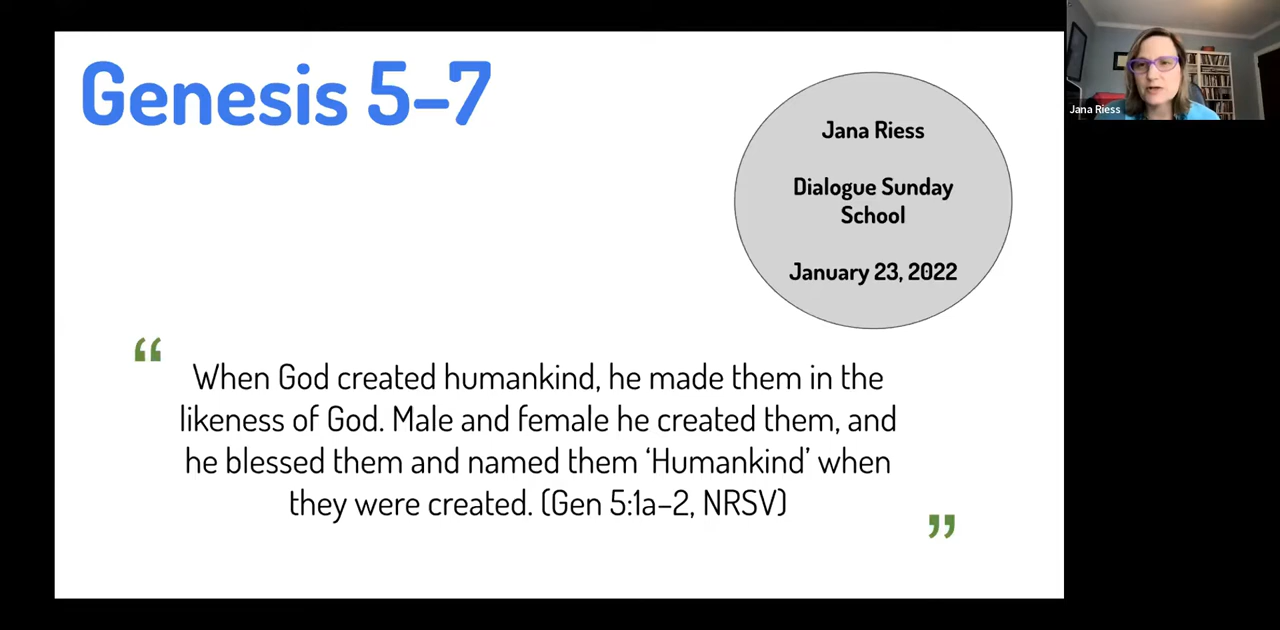 Genesis 5–7
Jana Riess
Dialogue Sunday
School
January 23, 2022
“
When God created humankind, he made them in the
likeness of God. Male and female he created them, and
he blessed them and named them ‘Humankind’ when
they were created. (Gen 5:1a–2, NRSV)
”
Jana Riess